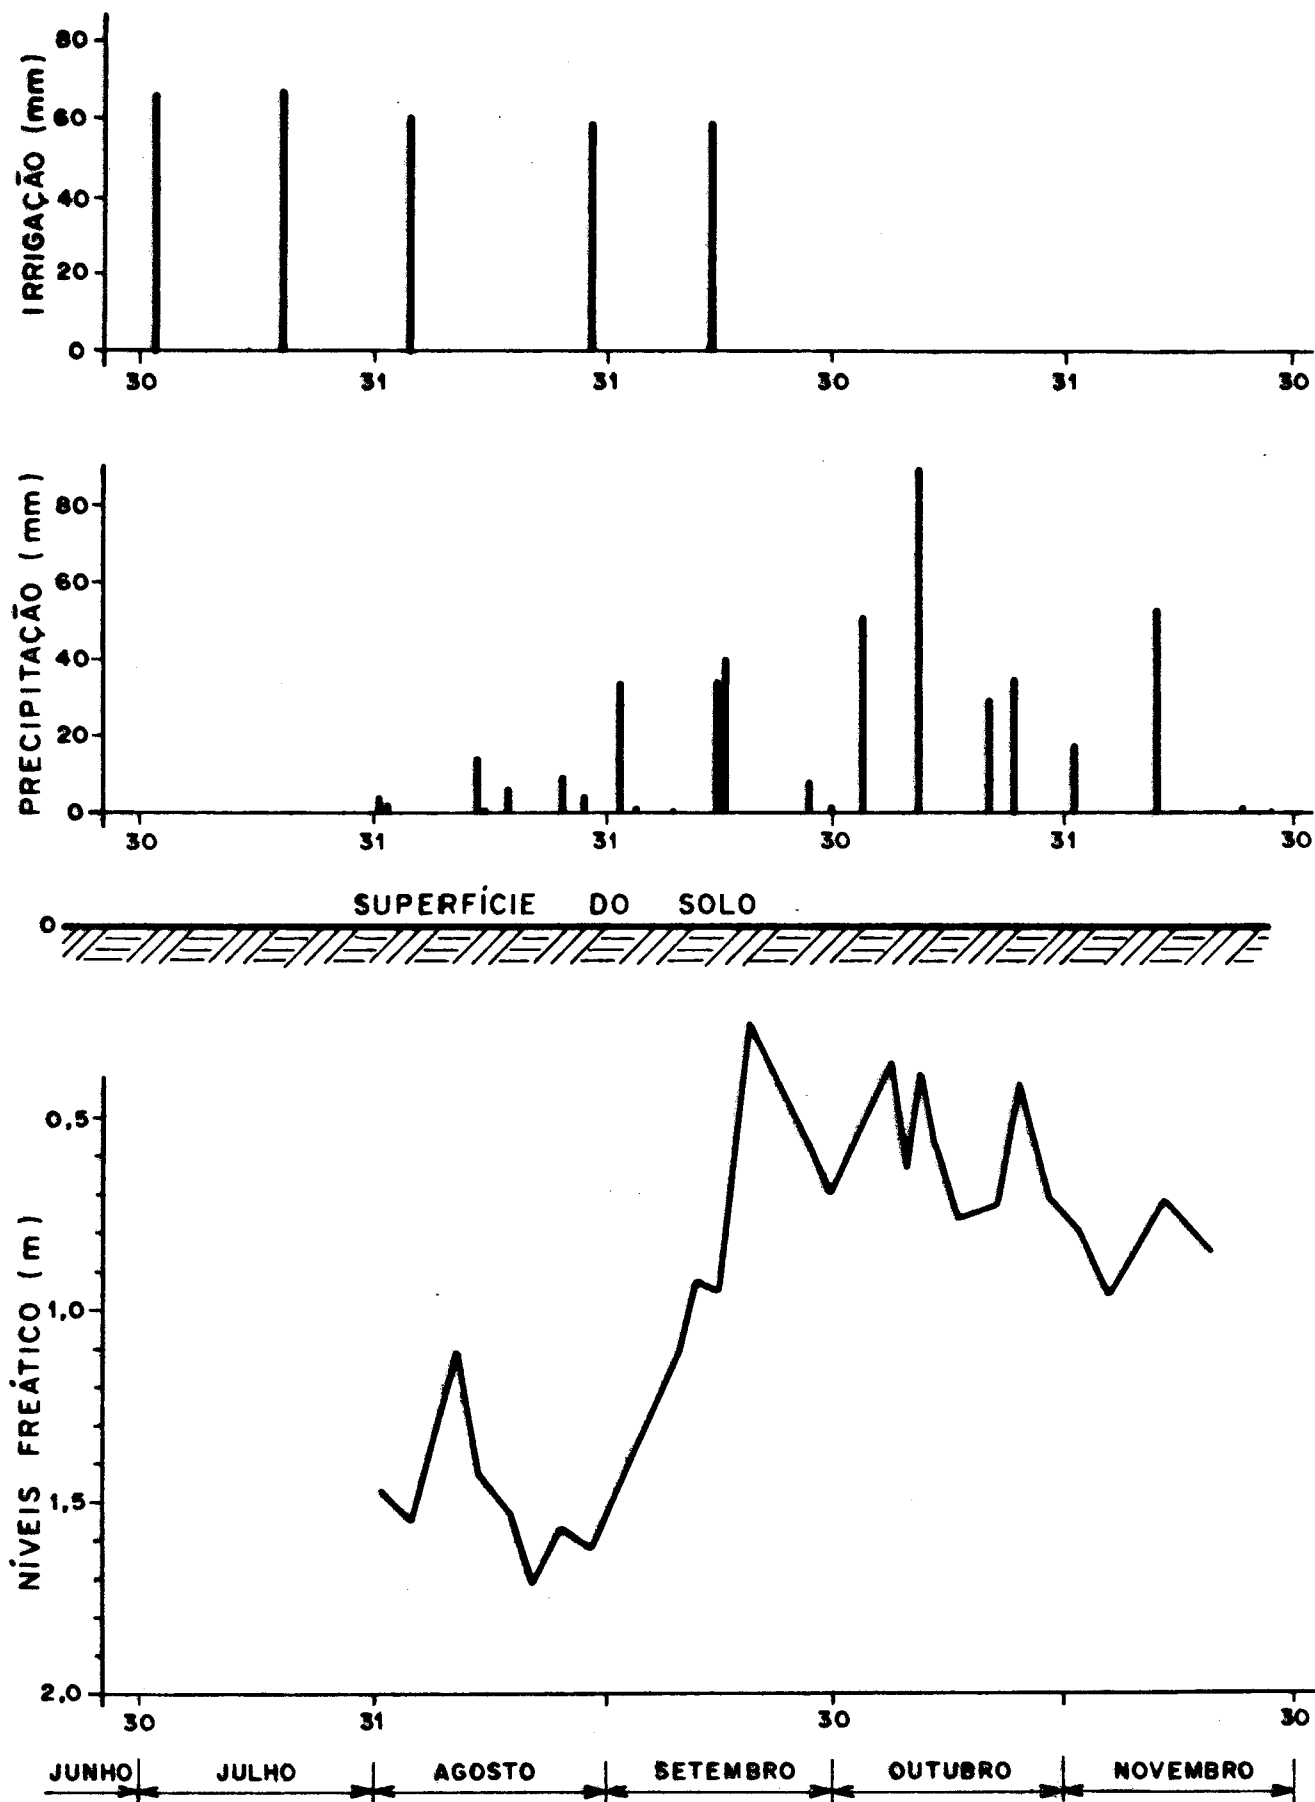 IRRIGAÇÃO (mm)
80
60
40
20
0
30 31 31 30 31 30
PRECIPITAÇÃO (mm)
80
60
40
20
0
30 31 31 30 31 30
SUPERFÍCIE DO SOLO
0
NÍVEIS FREÁTICO (m)
0,5
1,0
1,5
2,0
30 31 30 30
JUNHO JULHO AGOSTO SETEMBRO OUTUBRO NOVEMBRO